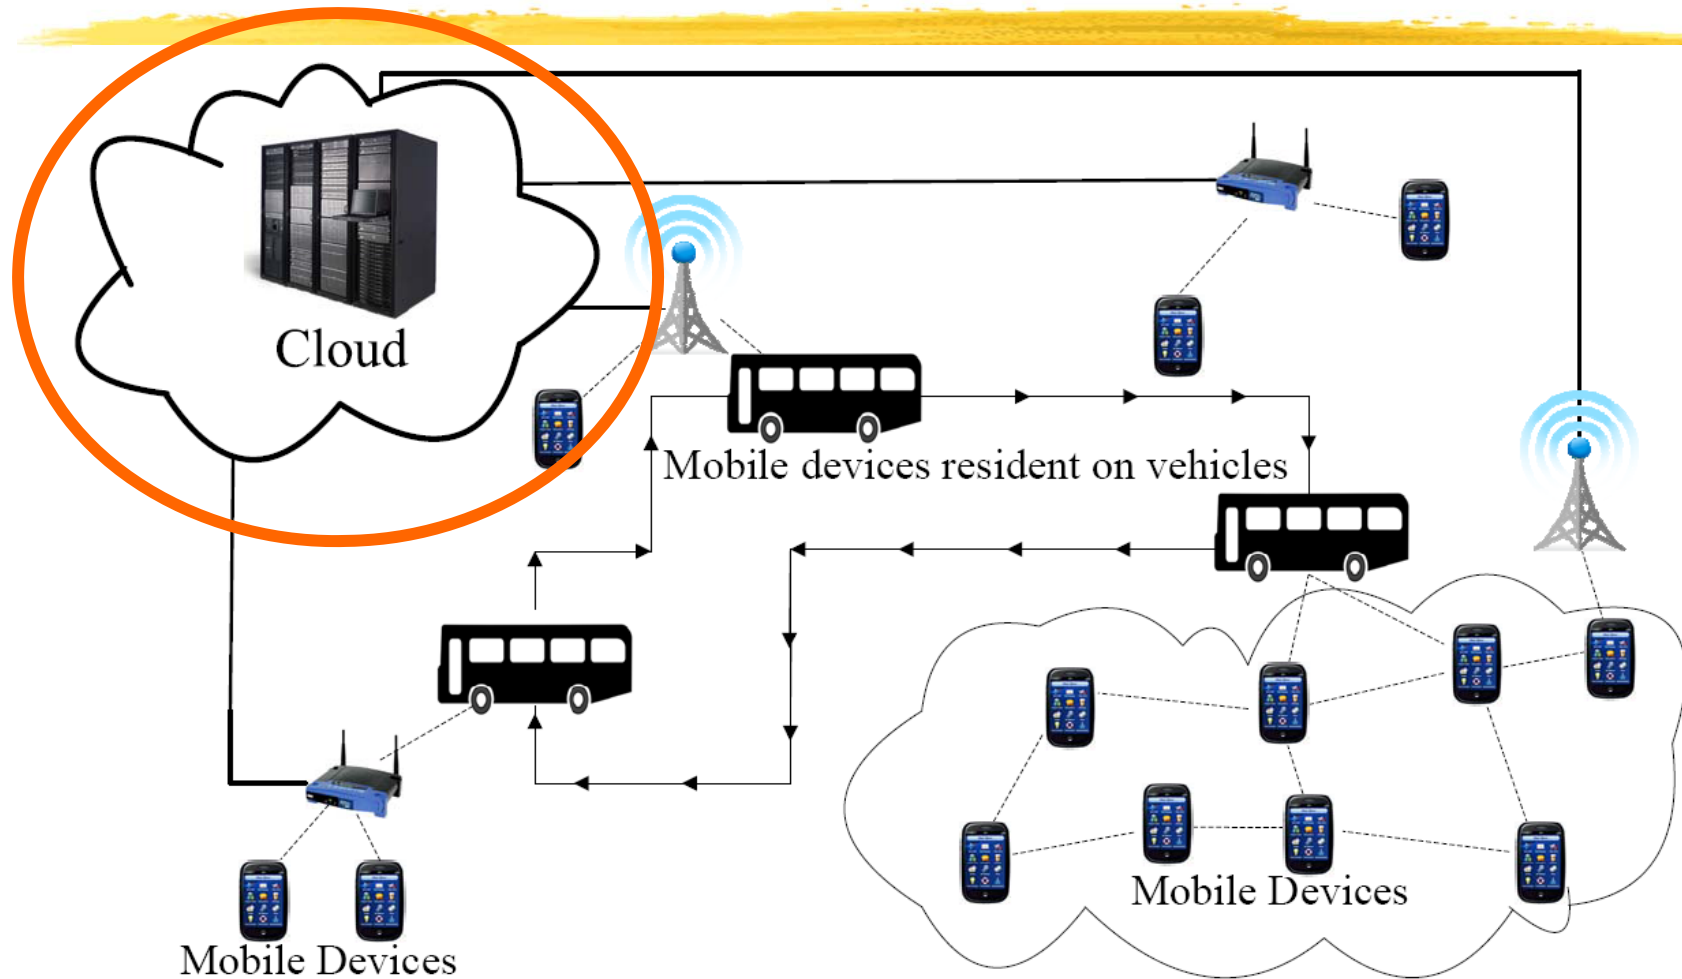 Cloud
Mobile devices resident on vehicles
Mobile Devices
Mobile Devices